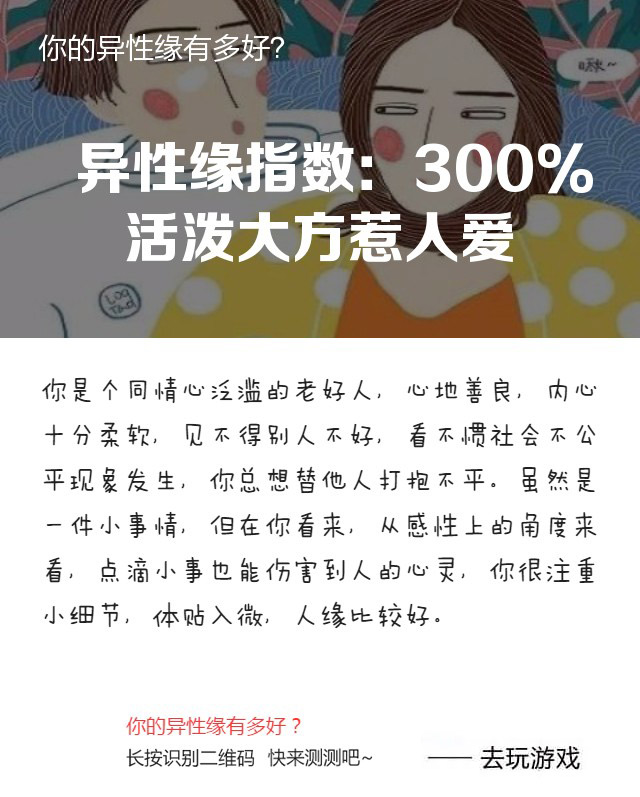 你的异性缘有多好?
瞅~
异性缘指数：300%
活泼大方惹人爱
你是个同情心泛滥的老好人，心地善良，内心
十分柔软，见不得别人不好，看不惯社会不公
平现象发生，你总想替他人打抱不平。虽然是
一件小事情，但在你看来，从感性上的角度来
看，点滴小事也能伤害到人的心灵，你很注重
小细节，体贴入微，人缘比较好。
你的异性缘有多好？
长按识别二维码 快来测测吧~
—— 去玩游戏